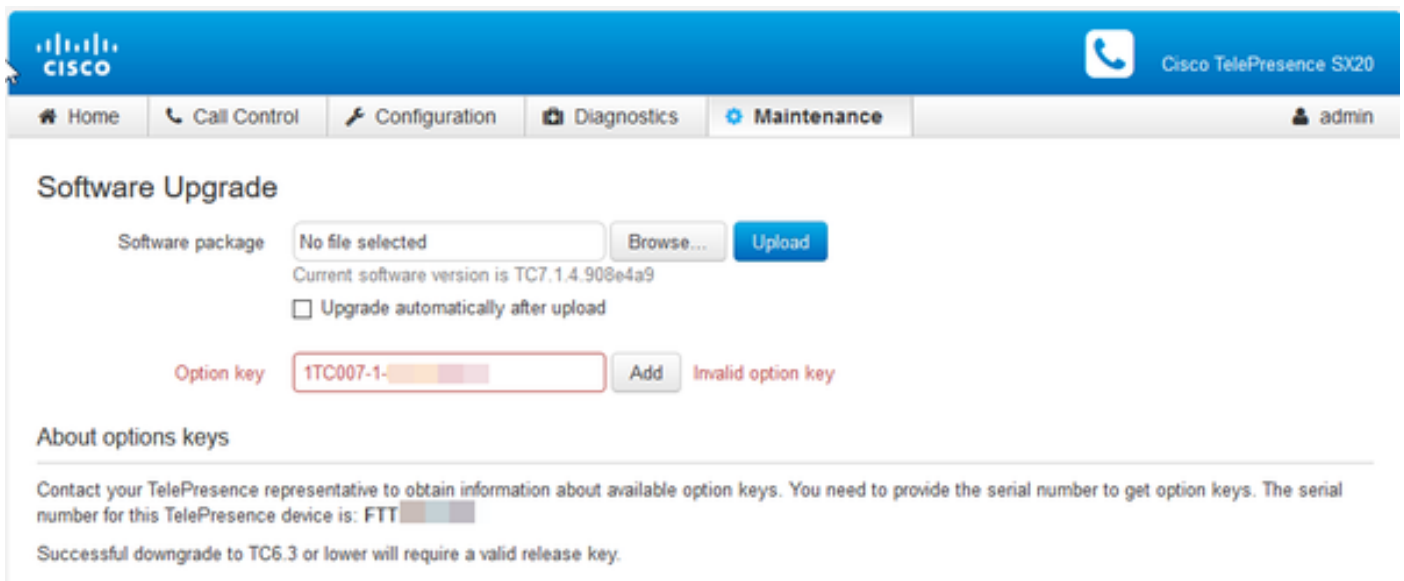 CISCO
Cisco TelePresence SX20
Home Call Control Configuration Diagnostics Maintenance admin
Software Upgrade
Software package No file selected Browse... Upload
Current software version is TC7.1.4.908e4a9
Upgrade automatically after upload
Option key 1TC007-1- Add Invalid option key
About options keys
Contact your TelePresence representative to obtain information about available option keys. You need to provide the serial number to get option keys. The serial
number for this TelePresence device is: FTT
Successful downgrade to TC6.3 or lower will require a valid release key.